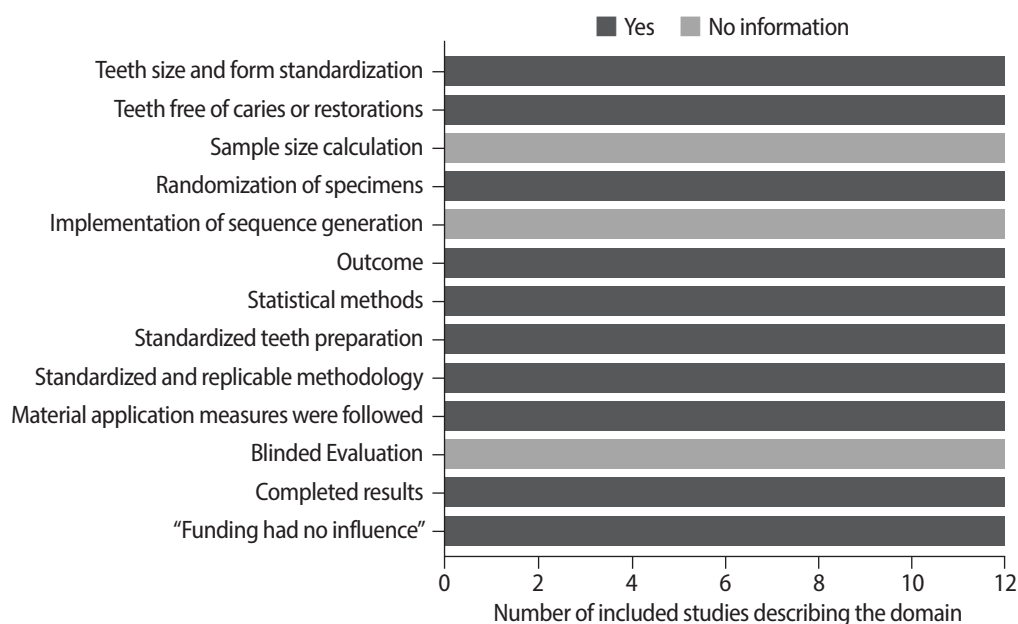 Yes No information
Teeth size and form standardization
Teeth free of caries or restorations
Sample size calculation
Randomization of specimens
Implementation of sequence generation
Outcome
Statistical methods
Standardized teeth preparation
Standardized and replicable methodology
Material application measures were followed
Blinded Evaluation
Completed results
“Funding had no influence”
0 2 4 6 8 10 12
Number of included studies describing the domain